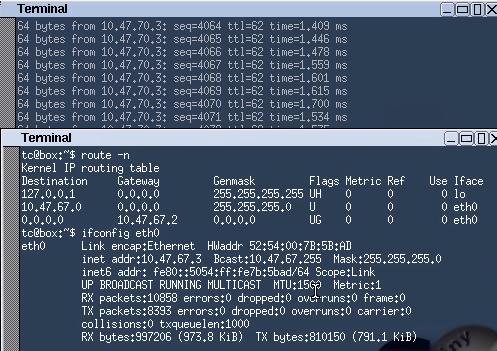 Terminal
64 bytes from 10.47.70.3: seq=4064 ttl=62 time=1.409 ms
64 bytes from 10.47.70.3: seq=4065 ttl=62 time=1.446 ms
64 bytes from 10.47.70.3: seq=4066 ttl=62 time=1.478 ms
64 bytes from 10.47.70.3: seq=4067 ttl=62 time=1.559 ms
64 bytes from 10.47.70.3: seq=4068 ttl=62 time=1.601 ms
64 bytes from 10.47.70.3: seq=4069 ttl=62 time=1.615 ms
64 bytes from 10.47.70.3: seq=4070 ttl=62 time=1.700 ms
64 bytes from 10.47.70.3: seq=4071 ttl=62 time=1.534 ms
Terminal
tc@box:~$ route -n
Kernel IP routing table
Destination Gateway Genmask Flags Metric Ref Use Iface
127.0.0.1 0.0.0.0 255.255.255.255 UH 0 0 0 lo
10.47.67.0 0.0.0.0 255.255.255.0 U 0 0 0 eth0
0.0.0.0 10.47.67.2 0.0.0.0 UG 0 0 0 eth0
tc@box:~$ ifconfig eth0
eth0 Link encap:Ethernet HWaddr 52:54:00:7B:5B:AD
inet addr:10.47.67.3 Bcast:10.47.67.255 Mask:255.255.255.0
inet6 addr: fe80::5054:ff:fe7b:5bad/64 Scope:Link
UP BROADCAST RUNNING MULTICAST MTU:1500 Metric:1
RX packets:10858 errors:0 dropped:0 overruns:0 frame:0
TX packets:8393 errors:0 dropped:0 overruns:0 carrier:0
collisions:0 txqueuelen:1000
RX bytes:997206 (973.8 KiB) TX bytes:810150 (791.1 KiB)